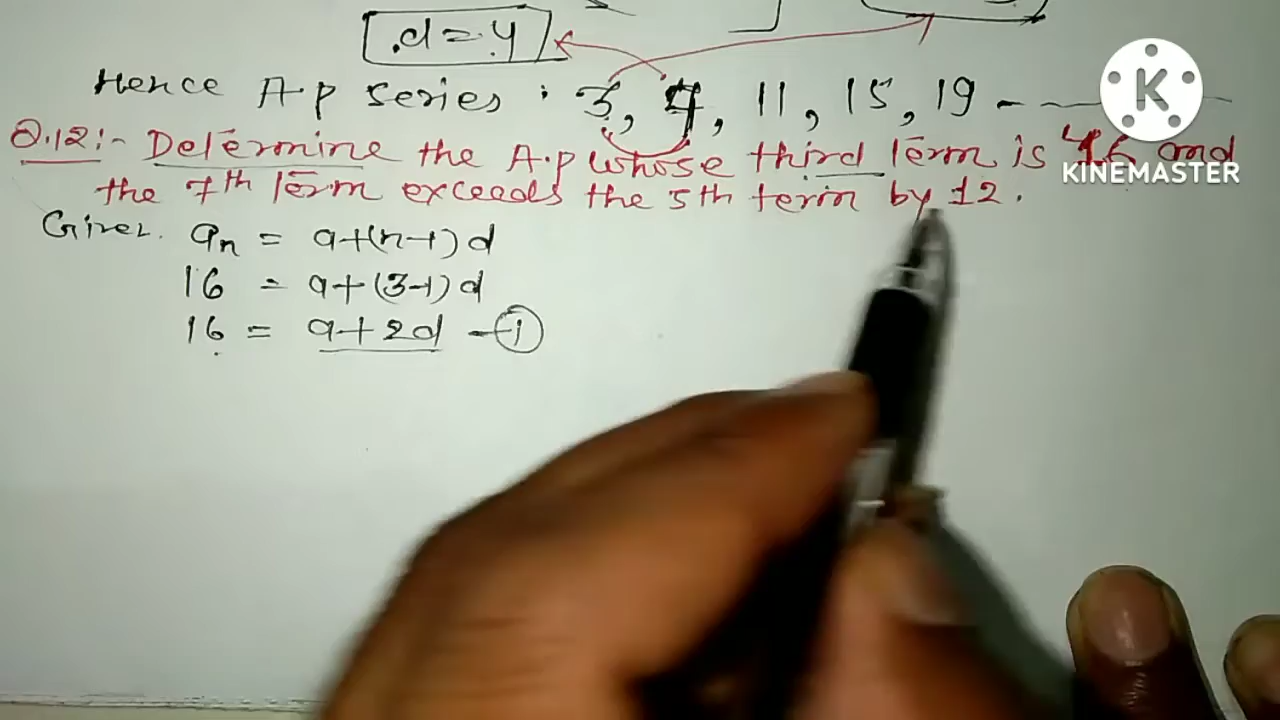 .d = 4
Hence A.P series : 3, 7, 11, 15, 19 - -
Q.12:- Determine the A.P whose third term is and
the 7th term exceeds the 5th term by 12.
Given. an = a+(n-1)d
16 = a+(3-1)d
16 = a+2d - 1
K
KINEMASTER